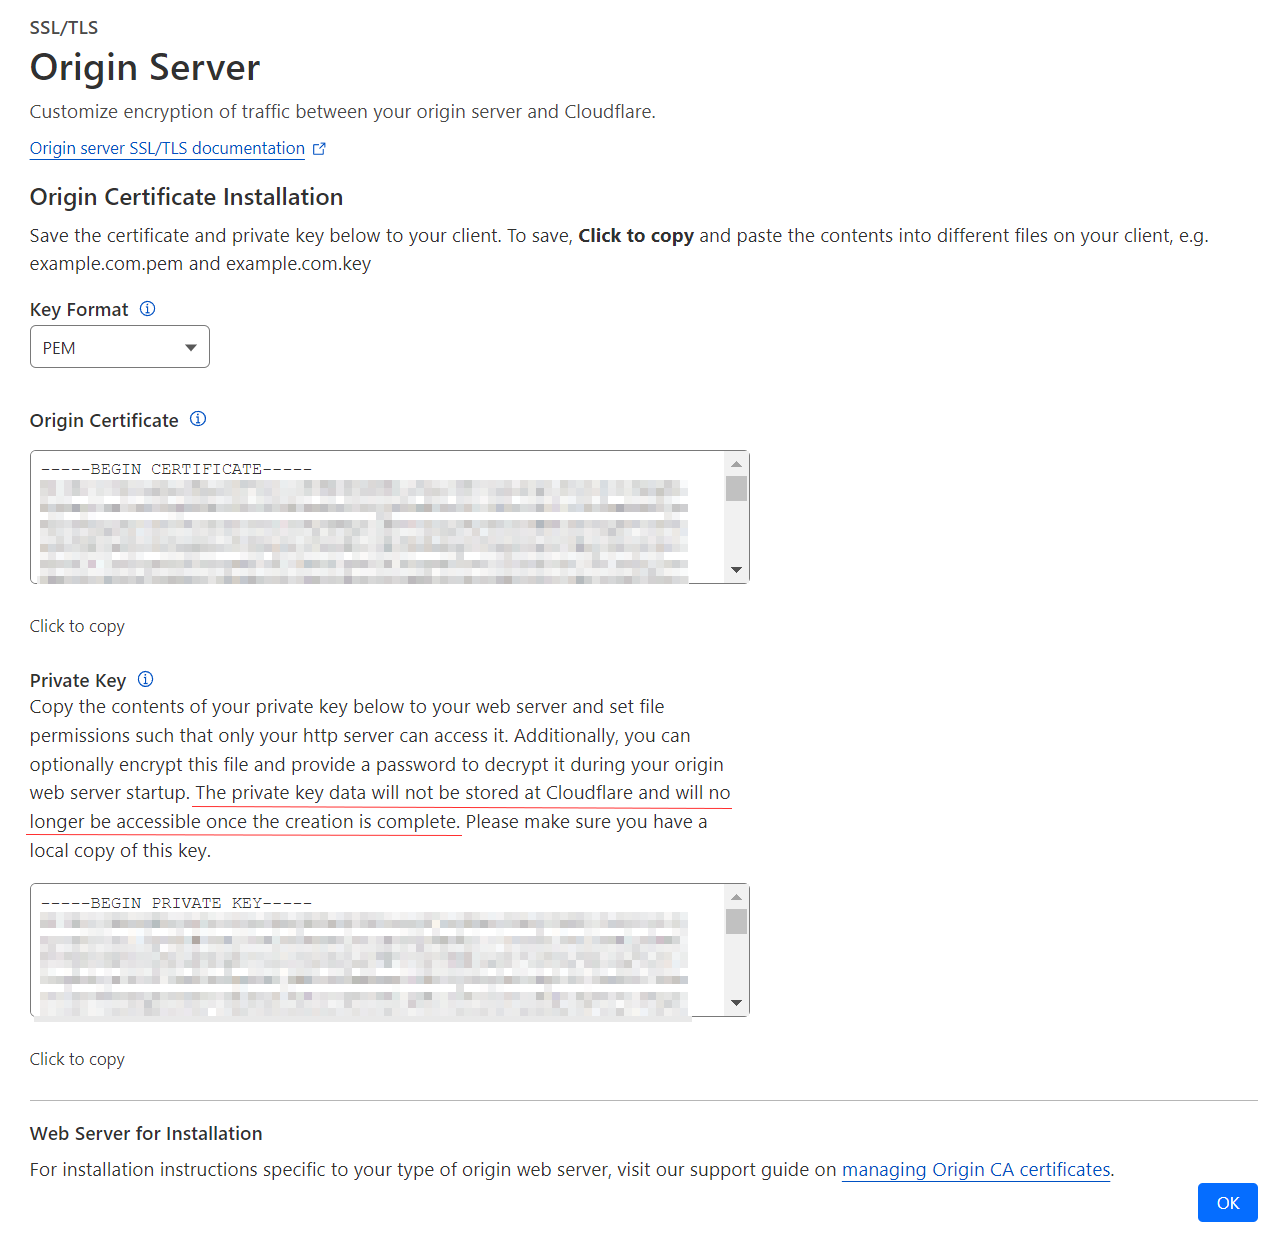 SSL/TLS
Origin Server
Customize encryption of traffic between your origin server and Cloudflare.
Origin server SSL/TLS documentation
Origin Certificate Installation
Save the certificate and private key below to your client. To save, Click to copy and paste the contents into different files on your client, e.g.
example.com.pem and example.com.key
Key Format
PEM
Origin Certificate
-----BEGIN CERTIFICATE-----
Click to copy
Private Key
Copy the contents of your private key below to your web server and set file
permissions such that only your http server can access it. Additionally, you can
optionally encrypt this file and provide a password to decrypt it during your origin
web server startup. The private key data will not be stored at Cloudflare and will no
longer be accessible once the creation is complete. Please make sure you have a
local copy of this key.
-----BEGIN PRIVATE KEY-----
Click to copy
Web Server for Installation
For installation instructions specific to your type of origin web server, visit our support guide on managing Origin CA certificates.
OK